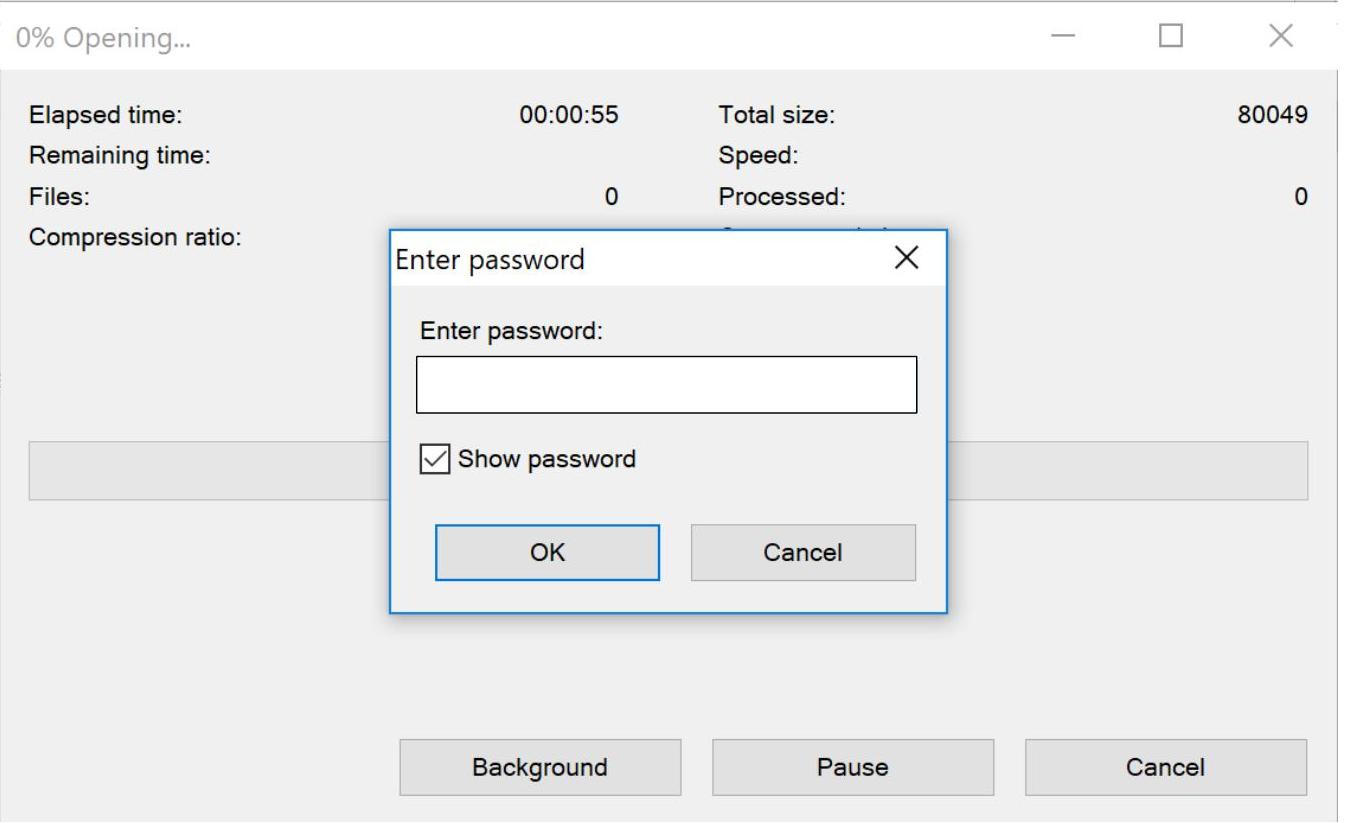 0% Opening...
Elapsed time: 00:00:55 Total size: 80049
Remaining time: Speed:
Files: 0 Processed: 0
Compression ratio:
Enter password
Enter password:
Show password
OK Cancel
Background Pause Cancel